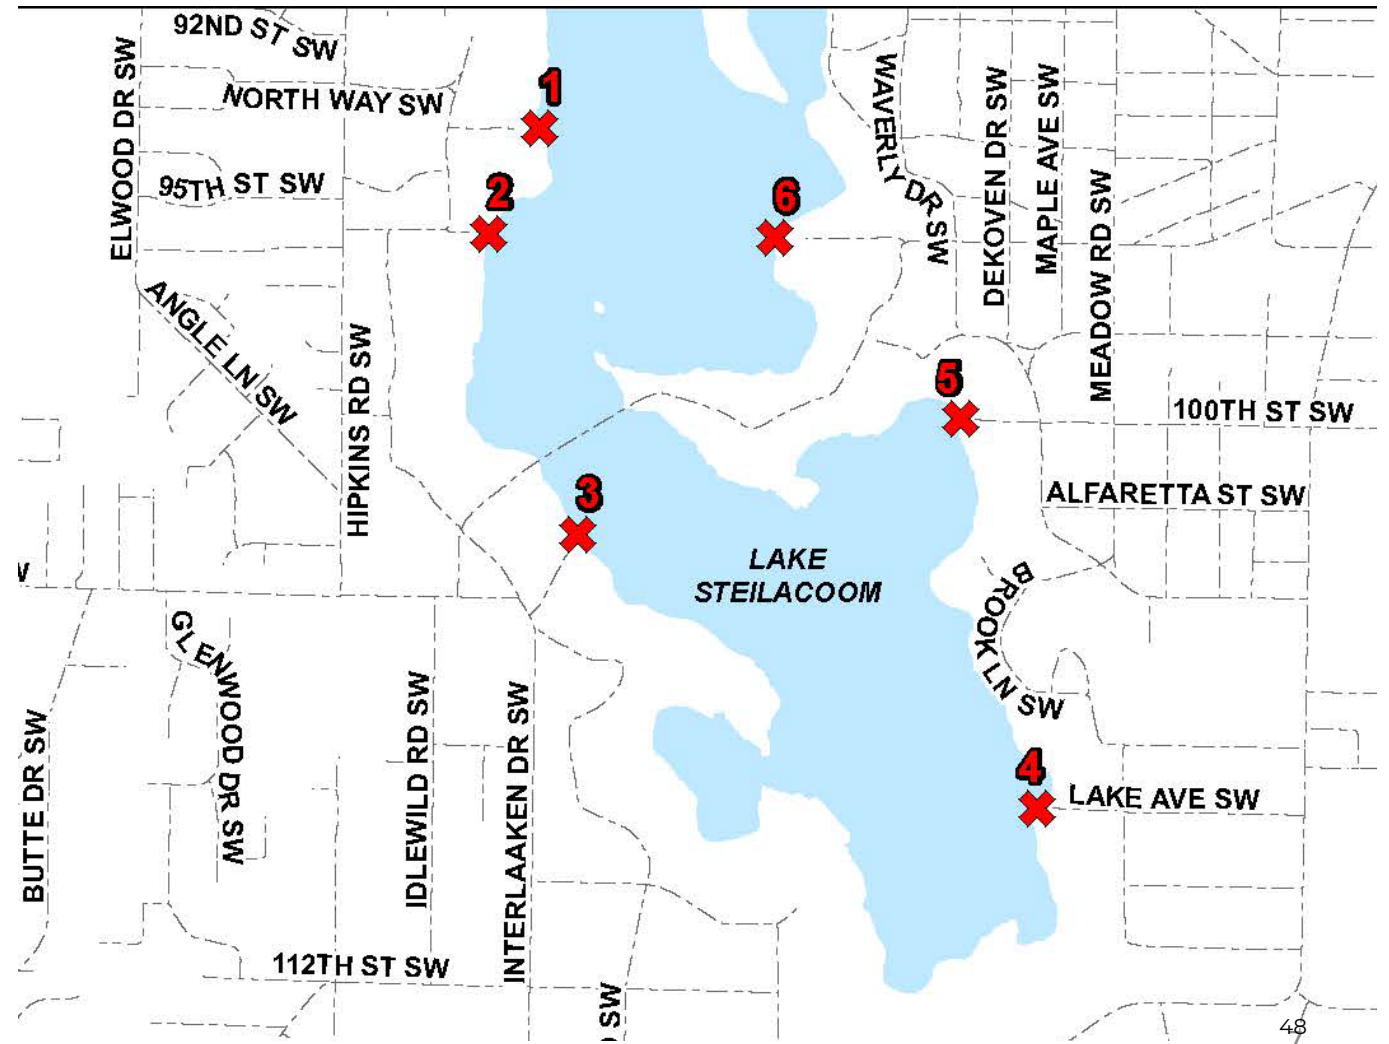 92ND ST SW
NORTH WAY SW
ELWOOD DR SW
95TH ST SW
1
2
6
WAVERLY DR SW
DEKOVEN DR SW
MAPLE AVE SW
MEADOW RD SW
ANGLE LN SW
HIPKINS RD SW
5
100TH ST SW
3
ALFARETTA ST SW
LAKE
STEILACOOM
BROOK LN SW
GLENWOOD DR SW
BUTTE DR SW
IDLEWILD RD SW
INTERLAAKEN DR SW
4
LAKE AVE SW
112TH ST SW
SW
48